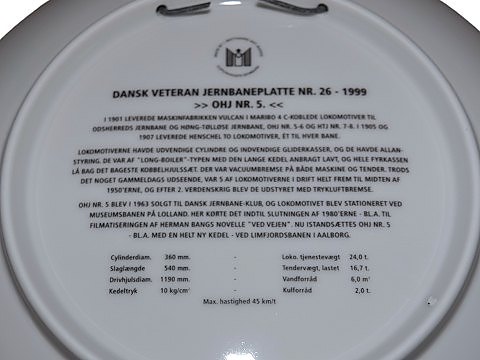 DANSK VETERAN JERNBANEPLATTE NR. 26 - 1999
>> OHJ NR. 5. <<
I 1901 LEVEREDE MASKINFABRIKKEN VULCAN I MARIBO 4 C-KOBLEDE LOKOMOTIVER TIL
ODSHERREDS JERNBANE OG HØNG-TØLLØSE JERNBANE, OHJ NR. 5-6 OG HTJ NR. 7-8. I 1905 OG
1907 LEVEREDE HENSCHEL TO LOKOMOTIVER, ÉT TIL HVER BANE.
LOKOMOTIVERNE HAVDE UDVENDIGE CYLINDRE OG INDVENDIGE GLIDERKASSER, OG DE HAVDE ALLAN-
STYRING. DE VAR AF "LONG-BOILER"-TYPEN MED DEN LANGE KEDEL ANBRAGT LAVT, OG HELE FYRKASSEN
LÅ BAG DET BAGESTE KOBBELHJULSSÆT. DER VAR VACUUMBREMSE PÅ BÅDE MASKINE OG TENDER. TRODS
DET NOGET GAMMELDAGS UDSEENDE, VAR 5 AF LOKOMOTIVERNE I DRIFT HELT FREM TIL MIDTEN AF
1950'ERNE, OG EFTER 2. VERDENSKRIG BLEV DE UDSTYRET MED TRYKLUFTBREMSE.
OHJ NR. 5 BLEV I 1963 SOLGT TIL DANSK JERNBANE-KLUB, OG LOKOMOTIVET BLEV STATIONERET VED
MUSEUMSBANEN PÅ LOLLAND. HER KØRTE DET INDTIL SLUTNINGEN AF 1980'ERNE - BL.A. TIL
FILMATISERINGEN AF HERMAN BANGS NOVELLE "VED VEJEN". NU ISTANDSÆTTES OHJ NR. 5
- BL.A. MED EN HELT NY KEDEL - VED LIMFJORDSBANEN I AALBORG.
Cylinderdiam. 360 mm. - Loko. tjenestevægt 24,0 t.
Slaglængde 540 mm. - Tendervægt, lastet 16,7 t.
Drivhjulsdiam. 1190 mm. - Vandforråd 6,0 m³
Kedeltryk 10 kg/cm² - Kulforråd 2,0 t.
Max. hastighed 45 km/t